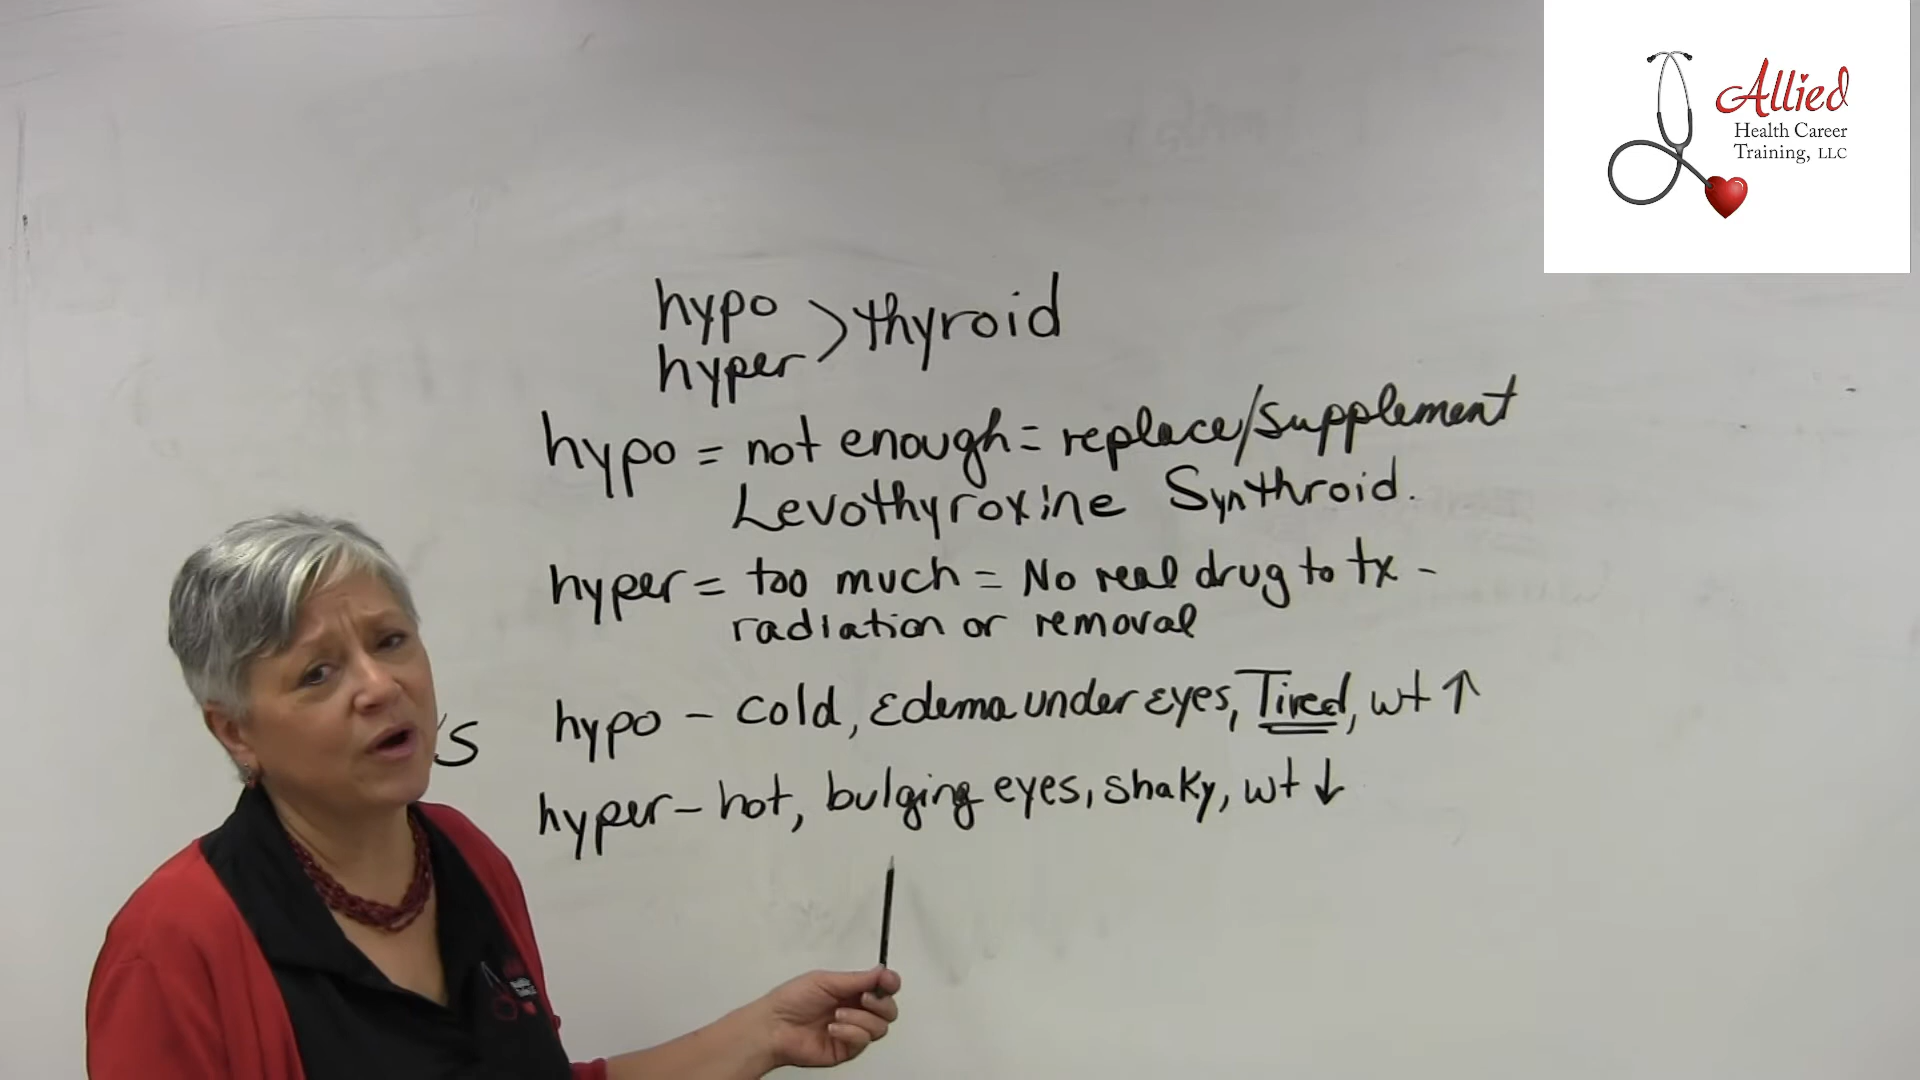 Allied
Health Career
Training, LLC
hypo
hyper > thyroid
hypo = not enough = replace/supplement
Levothyroxine Synthroid.
hyper = too much = No real drug to tx -
radiation or removal
's hypo - cold, Edema under eyes, Tired, wt ↑
hyper - hot, bulging eyes, shaky, wt ↓